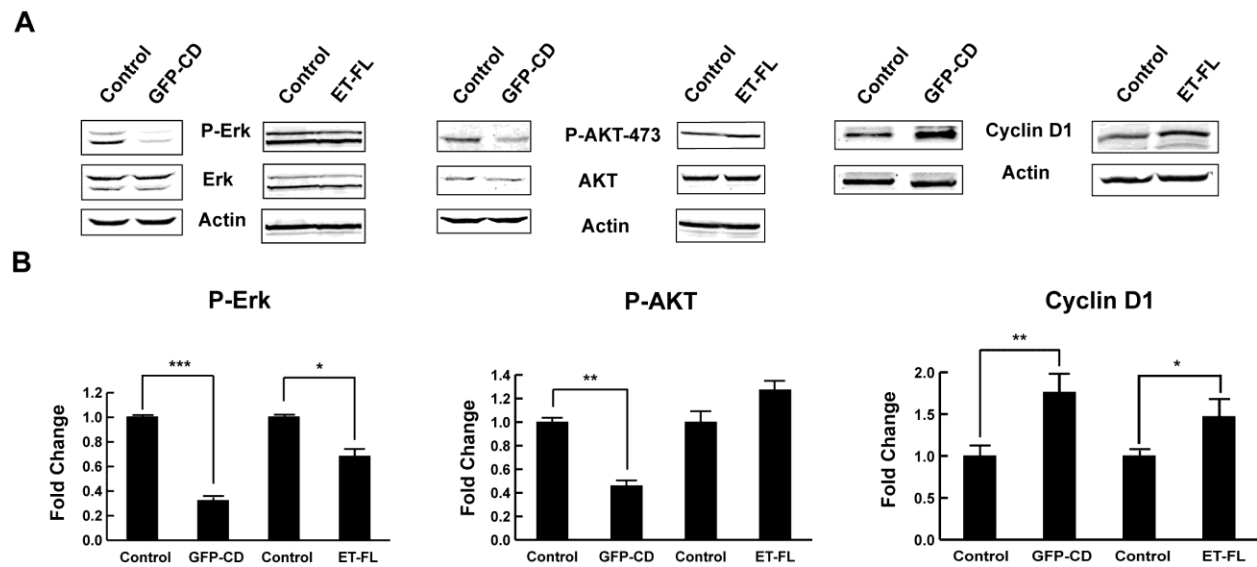 A
Control GFP-CD Control ET-FL Control GFP-CD Control ET-FL Control GFP-CD Control ET-FL
P-Erk P-AKT-473 Cyclin D1
Erk AKT Actin
Actin Actin
B
P-Erk P-AKT Cyclin D1
Fold Change
1.2
1.0
0.8
0.6
0.4
0.2
0.0
***
*
Control GFP-CD Control ET-FL
Fold Change
1.4
1.2
1.0
0.8
0.6
0.4
0.2
0.0
**
Control GFP-CD Control ET-FL
Fold Change
2.0
1.5
1.0
0.5
0.0
**
*
Control GFP-CD Control ET-FL